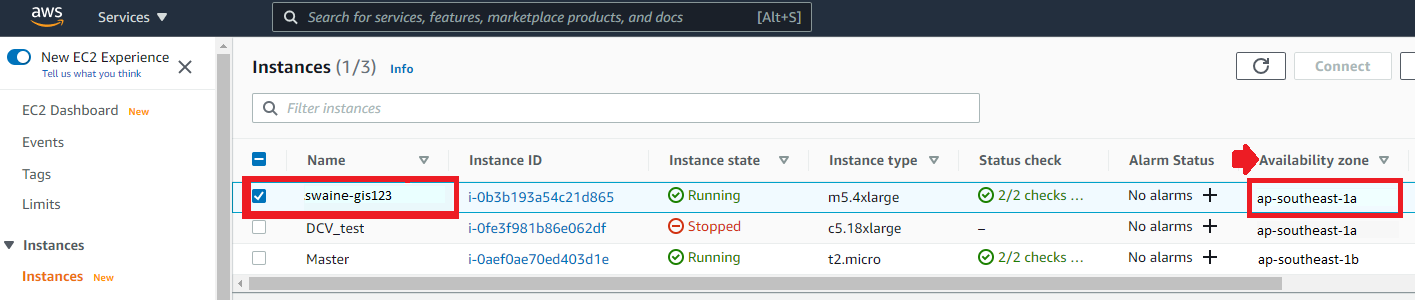 aws Services Search for services, features, marketplace products, and docs [Alt+S]
New EC2 Experience
Tell us what you think
EC2 Dashboard New
Events
Tags
Limits
Instances
Instances New
Instances (1/3) Info Connect
Filter instances
Name Instance ID Instance state Instance type Status check Alarm Status Availability zone
swaine-gis123 i-0b3b193a54c21d865 Running m5.4xlarge 2/2 checks ... No alarms + ap-southeast-1a
DCV_test i-0fe3f981b86e062df Stopped c5.18xlarge – No alarms + ap-southeast-1a
Master i-0aef0ae70ed403d1e Running t2.micro 2/2 checks ... No alarms + ap-southeast-1b